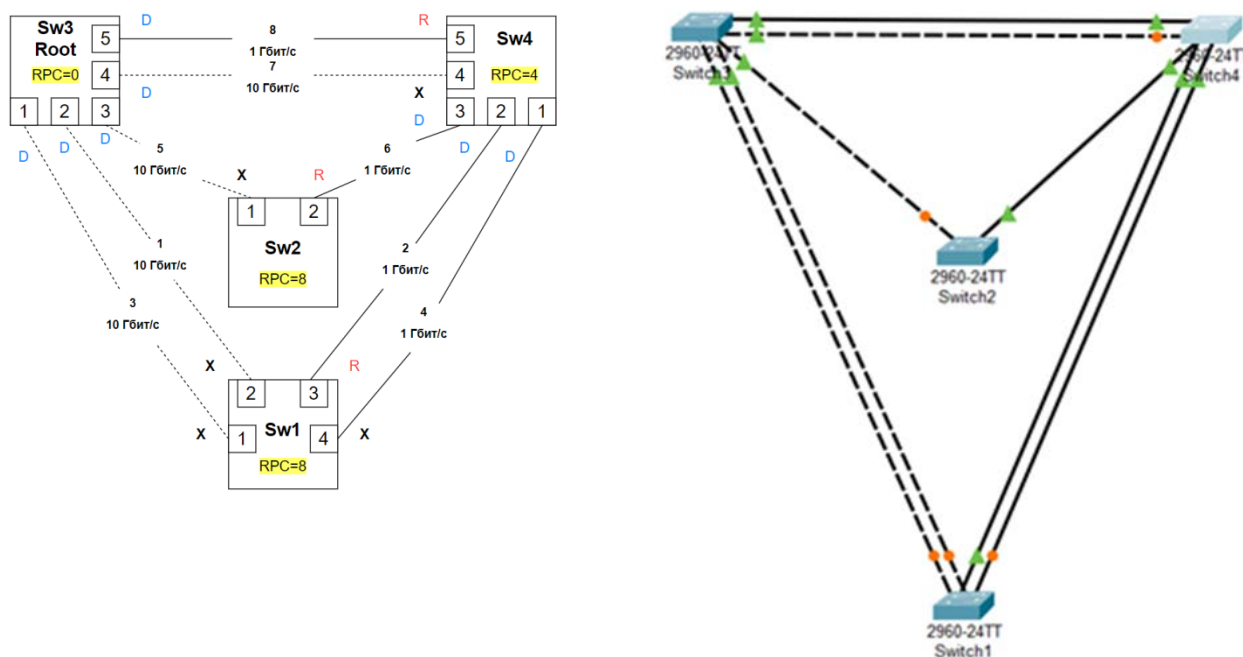 Sw3
Root
RPC=0
5
4
1
2
3
D
8
1 Гбит/с
7
10 Гбит/с
R
5
Sw4
4
RPC=4
X
3
2
1
D
D
D
D
D
D
D
D
5
10 Гбит/с
6
1 Гбит/с
X
R
1
2
Sw2
RPC=8
1
10 Гбит/с
2
1 Гбит/с
3
10 Гбит/с
4
1 Гбит/с
X
R
2
3
X
1
Sw1
4
X
RPC=8
2960-24TT
Switch3
2960-24TT
Switch4
2960-24TT
Switch2
2960-24TT
Switch1